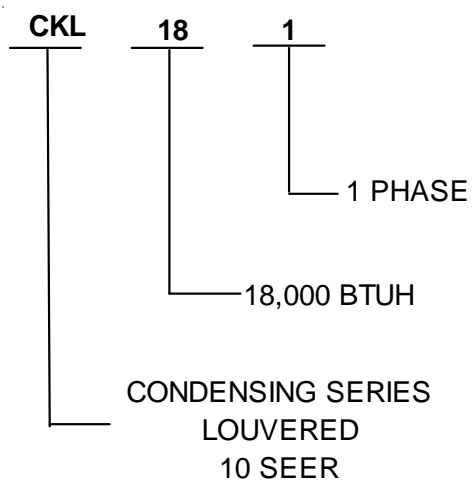 CKL 18 1
1 PHASE
18,000 BTUH
CONDENSING SERIES
LOUVERED
10 SEER